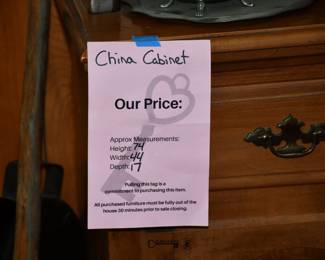 China Cabinet
Our Price:
Approx Measurements:
Height: 74
Width: 44
Depth: 17
Pulling this tag is a
commitment to purchasing this item.
All purchased furniture must be fully out of the
house 30 minutes prior to sale closing.